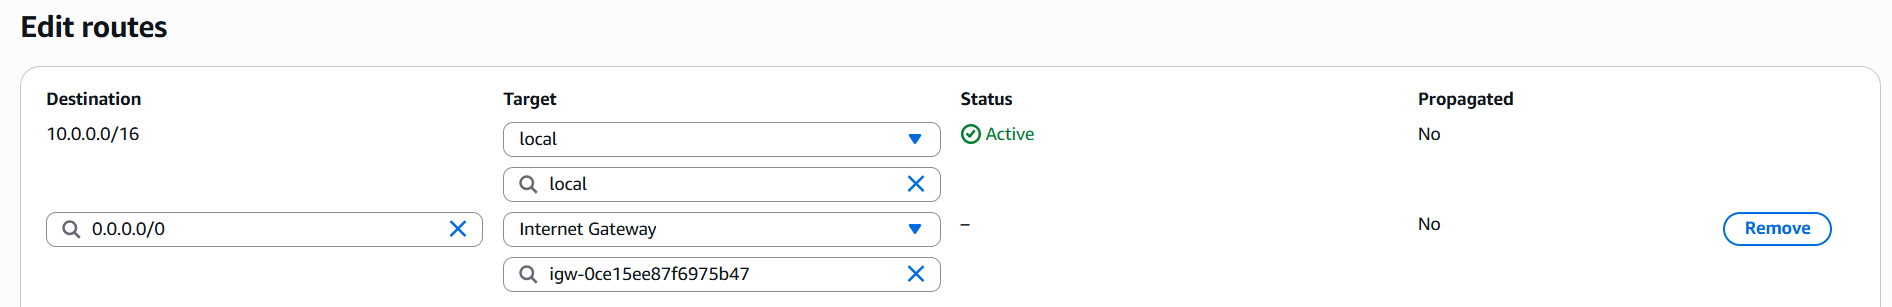 Edit routes
Destination Target Status Propagated
10.0.0.0/16 local Active No
local
0.0.0.0/0 Internet Gateway – No Remove
igw-0ce15ee87f6975b47